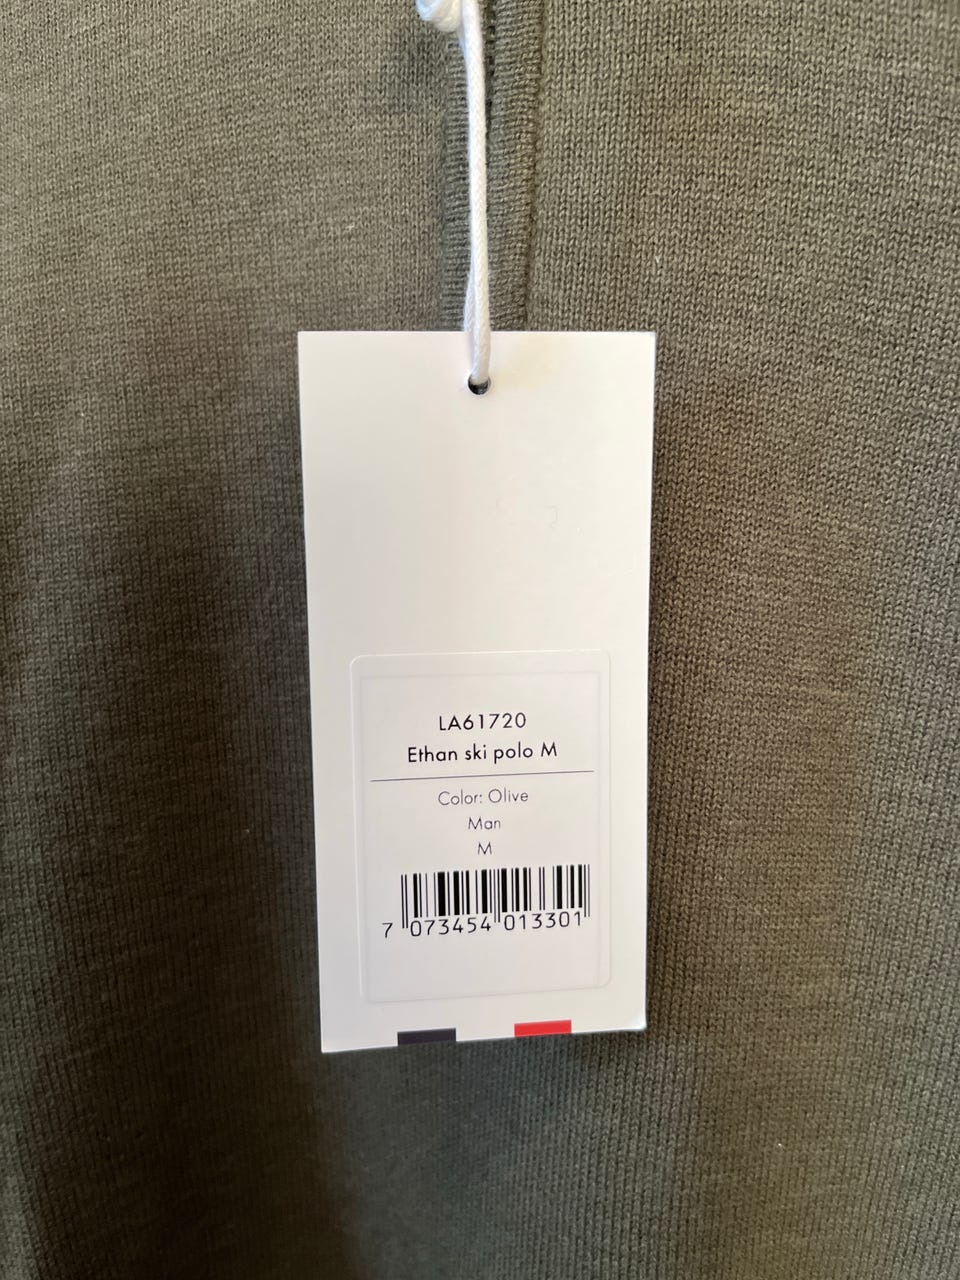 LA61720
Ethan ski polo M
Color: Olive
Man
M
7 073454 013301